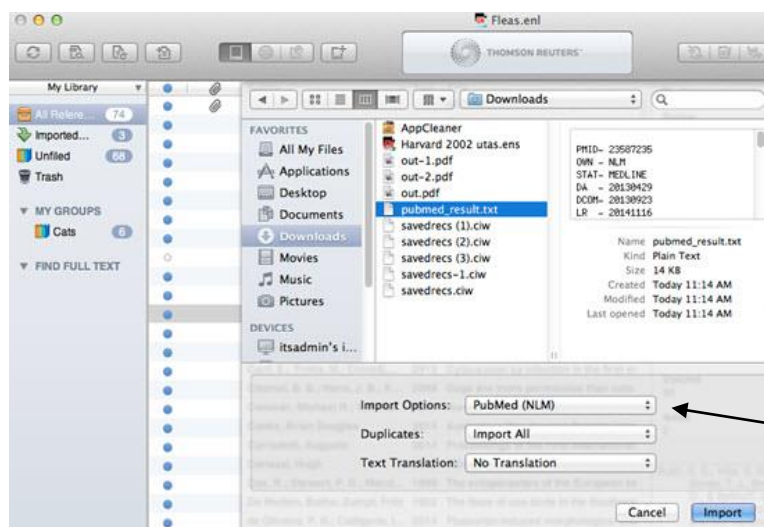 Fleas.enl
THOMSON REUTERS
My Library
All Refere... 74
Imported... 3
Unfiled 68
Trash
MY GROUPS
Cats 6
FIND FULL TEXT
Downloads
FAVORITES
All My Files
Applications
Desktop
Documents
Downloads
Movies
Music
Pictures
DEVICES
itsadmin's i...
AppCleaner
Harvard 2002 utas.ens
out-1.pdf
out-2.pdf
out.pdf
pubmed_result.txt
savedrecs (1).ciw
savedrecs (2).ciw
savedrecs (3).ciw
savedrecs-1.ciw
savedrecs.ciw
PMID- 23587235
OWN - NLM
STAT- MEDLINE
DA - 20130429
DCOM- 20130923
LR - 20141116
Name pubmed_result.txt
Kind Plain Text
Size 14 KB
Created Today 11:14 AM
Modified Today 11:14 AM
Last opened Today 11:14 AM
Import Options: PubMed (NLM)
Duplicates: Import All
Text Translation: No Translation
Cancel Import